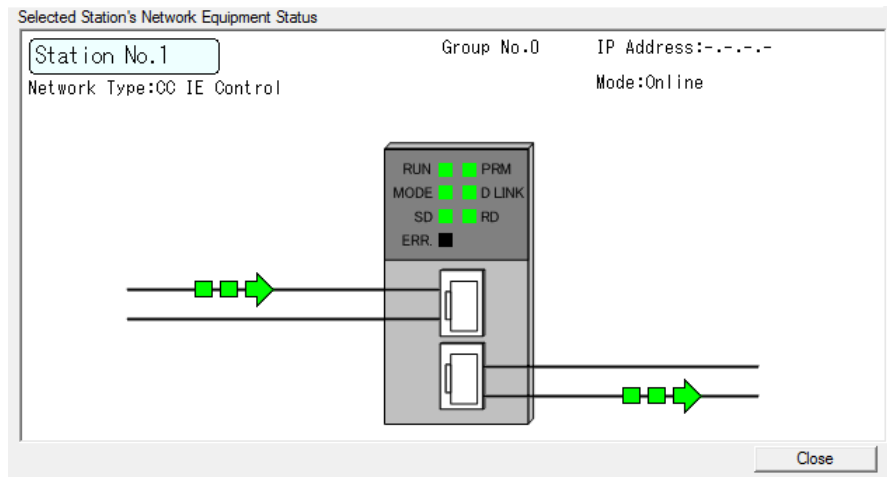 Selected Station's Network Equipment Status
Station No.1 Group No.0 IP Address:-.-.-.-
Network Type:CC IE Control Mode:Online
RUN PRM
MODE D LINK
SD RD
ERR.
Close